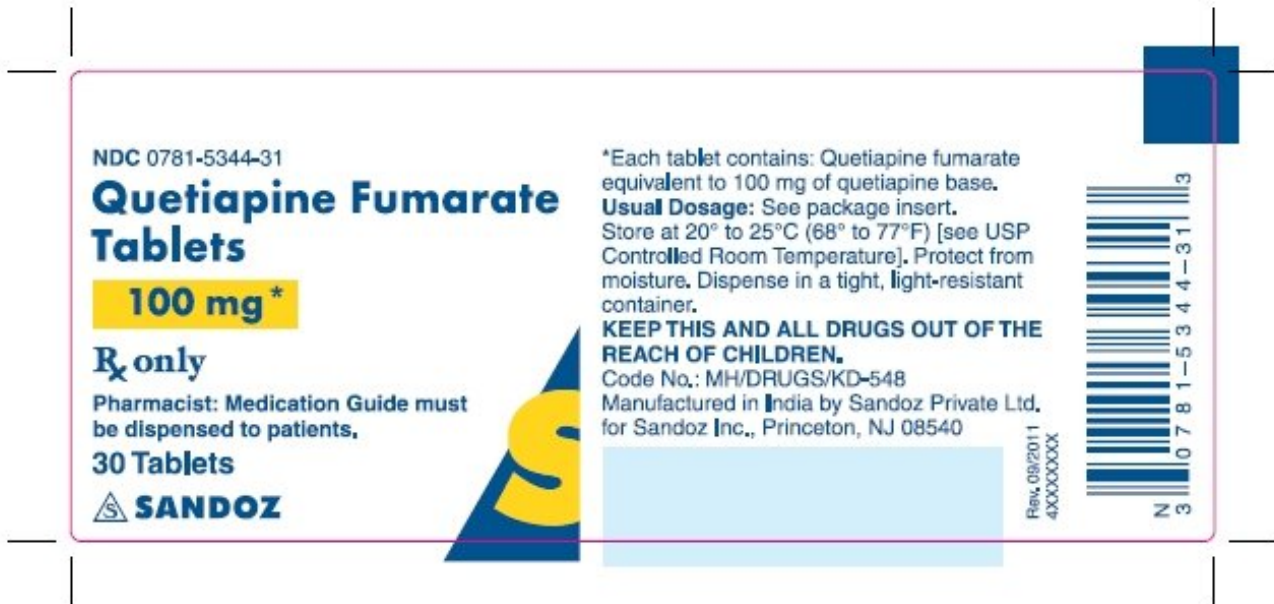 NDC 0781-5344-31
Quetiapine Fumarate
Tablets
100 mg*
Rx only
Pharmacist: Medication Guide must
be dispensed to patients.
30 Tablets
S SANDOZ
S
*Each tablet contains: Quetiapine fumarate
equivalent to 100 mg of quetiapine base.
Usual Dosage: See package insert.
Store at 20° to 25°C (68° to 77°F) [see USP
Controlled Room Temperature]. Protect from
moisture. Dispense in a tight, light-resistant
container.
KEEP THIS AND ALL DRUGS OUT OF THE
REACH OF CHILDREN.
Code No.: MH/DRUGS/KD-548
Manufactured in India by Sandoz Private Ltd.
for Sandoz Inc., Princeton, NJ 08540
Rev. 09/2011
4XXXXXXX
N
3 0781-5344-31 3